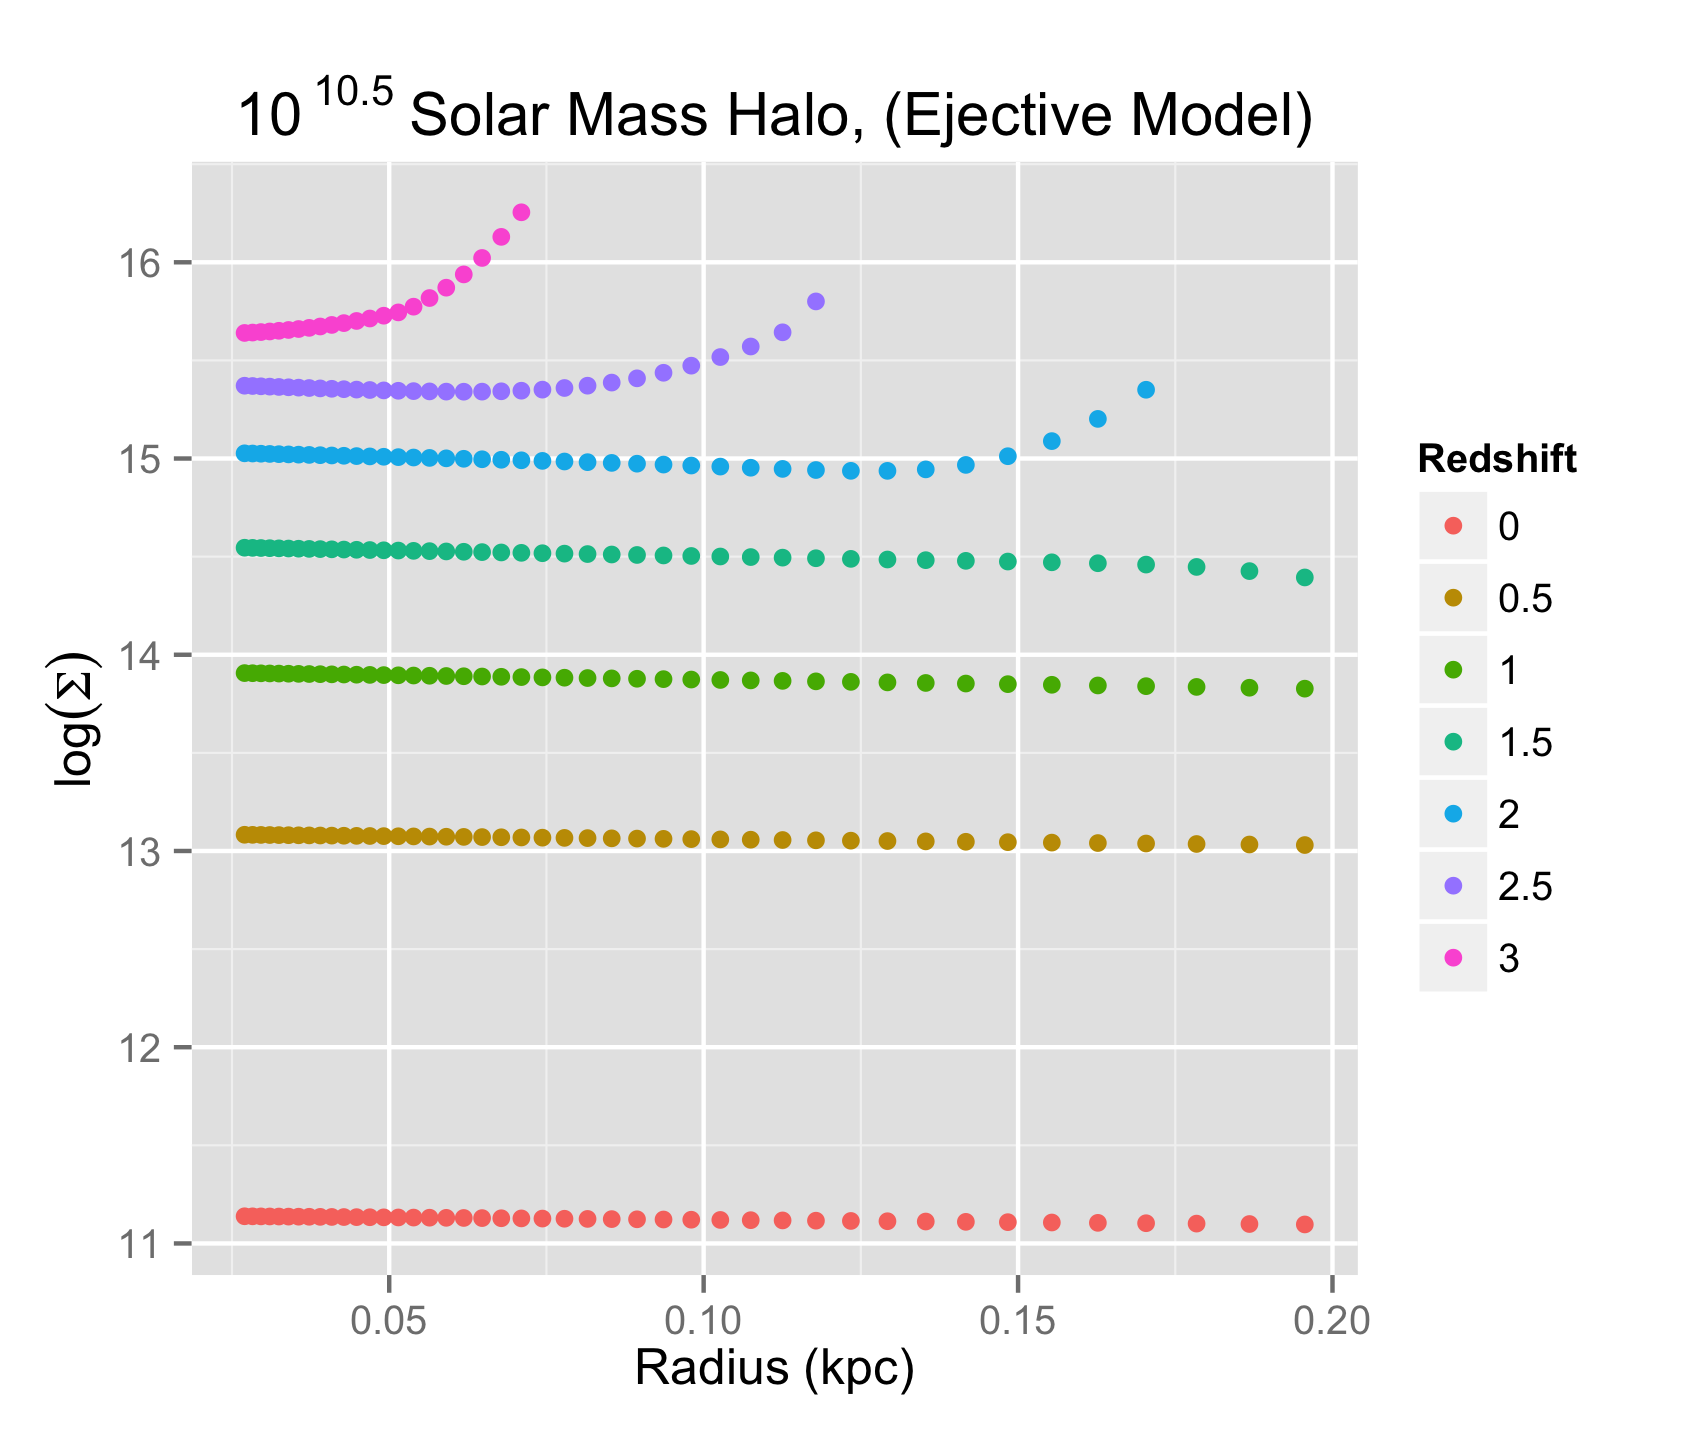 10^10.5 Solar Mass Halo, (Ejective Model)
16
15
14
13
12
11
log(Σ)
0.05 0.10 0.15 0.20
Radius (kpc)
Redshift
0
0.5
1
1.5
2
2.5
3